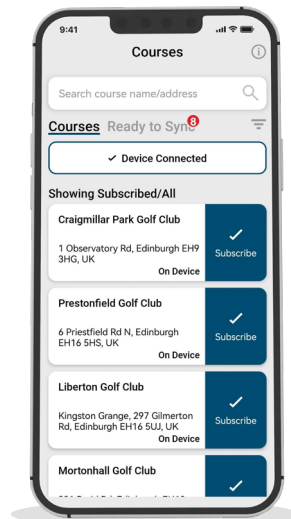 9:41
Courses
Search course name/address
Courses Ready to Sync 8
✓ Device Connected
Showing Subscribed/All
Craigmillar Park Golf Club
1 Observatory Rd, Edinburgh EH9
3HG, UK
On Device
Subscribe
Prestonfield Golf Club
6 Priestfield Rd N, Edinburgh
EH16 5HS, UK
On Device
Subscribe
Liberton Golf Club
Kingston Grange, 297 Gilmerton
Rd, Edinburgh EH16 5UJ, UK
On Device
Subscribe
Mortonhall Golf Club